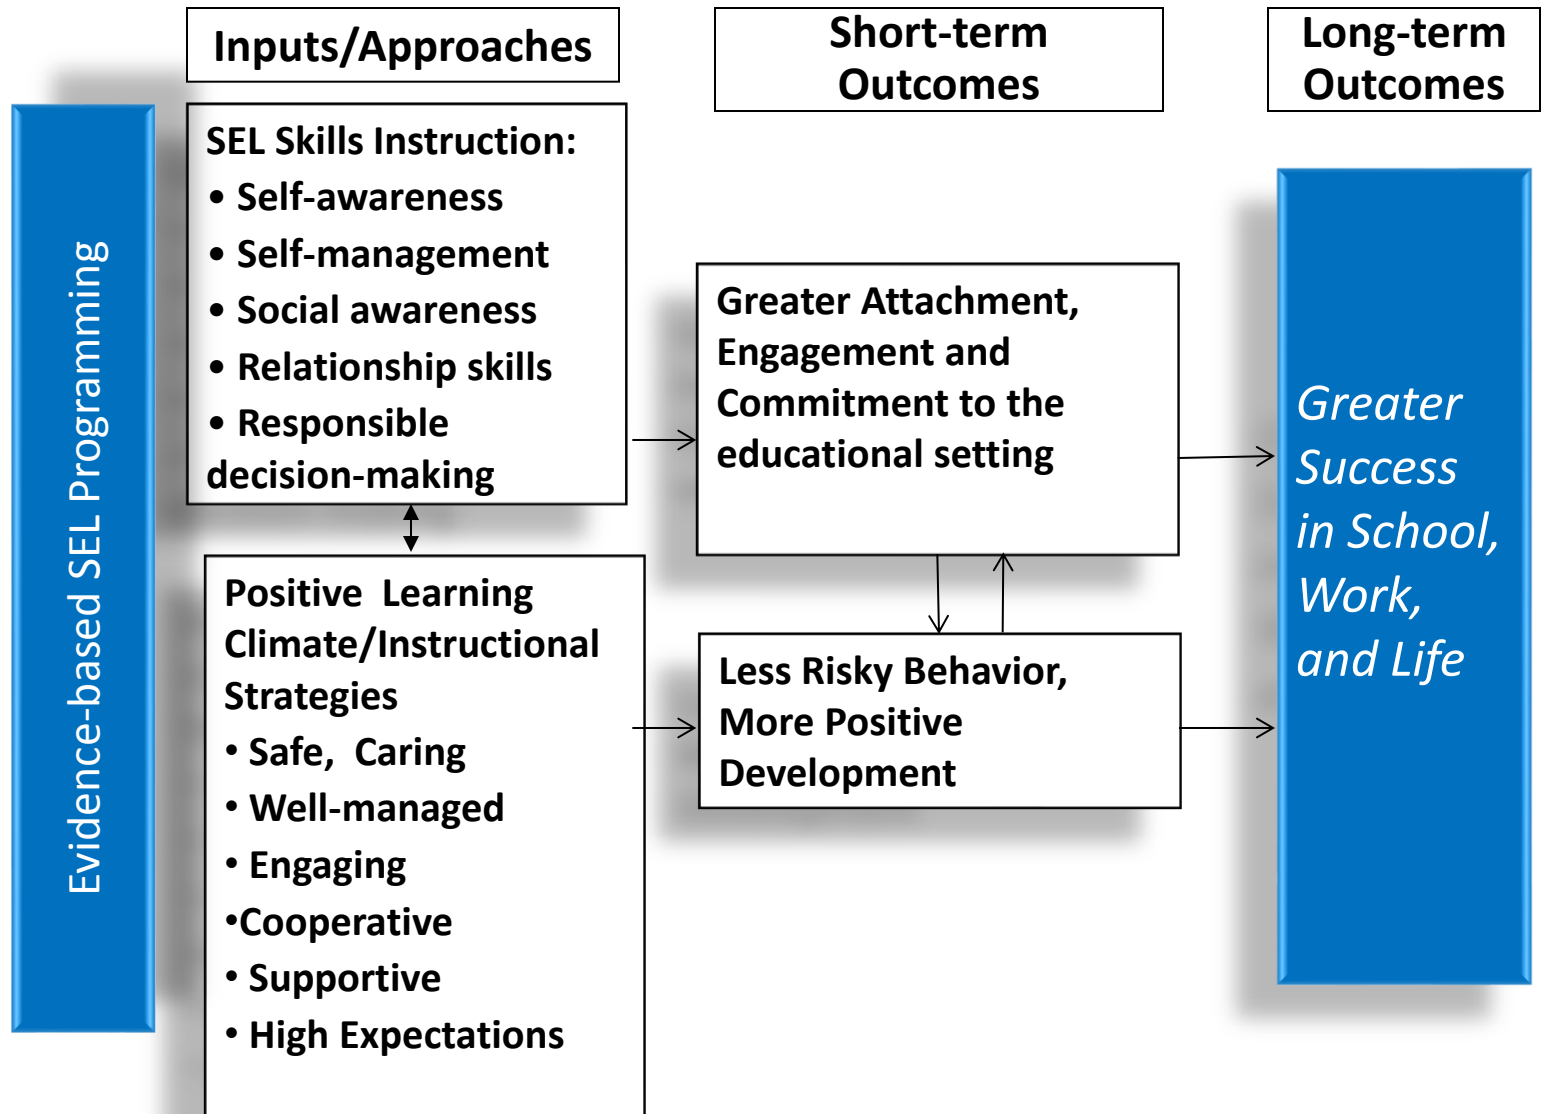 Inputs/Approaches
Short-term
Outcomes
Long-term
Outcomes
Evidence-based SEL Programming
SEL Skills Instruction:
• Self-awareness
• Self-management
• Social awareness
• Relationship skills
• Responsible
decision-making
Positive  Learning
Climate/Instructional
Strategies
• Safe,  Caring
• Well-managed
• Engaging
•Cooperative
• Supportive
• High Expectations
Greater Attachment,
Engagement and
Commitment to the
educational setting
Less Risky Behavior,
More Positive
Development
Greater
Success
in School,
Work,
and Life